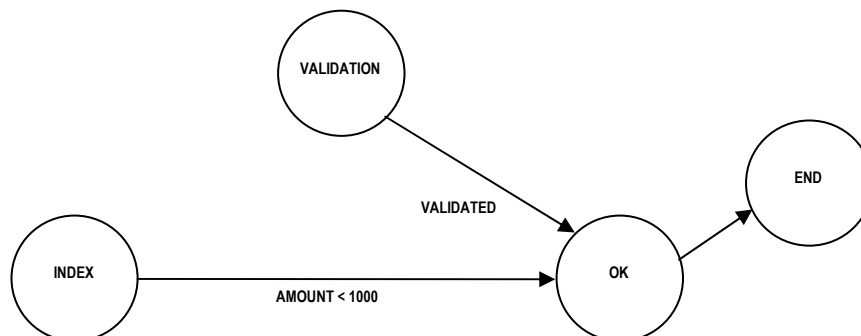 VALIDATION
END
VALIDATED
INDEX
OK
AMOUNT < 1000